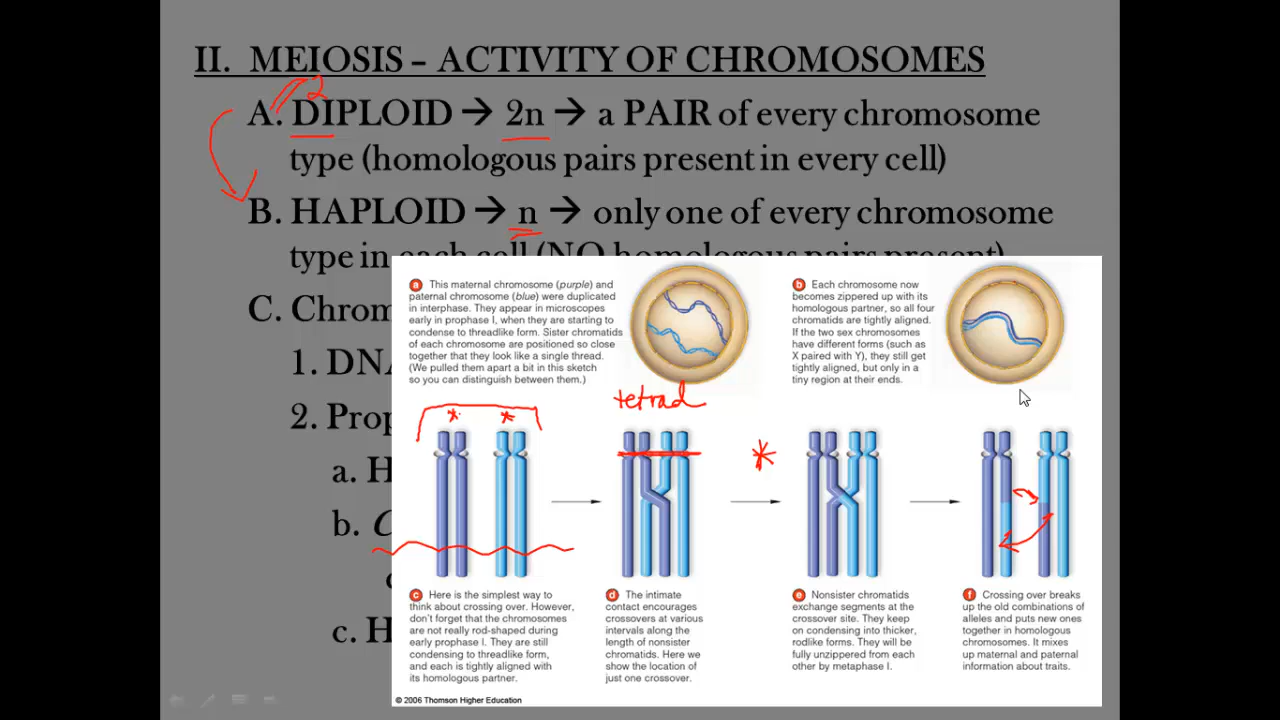 II. MEIOSIS – ACTIVITY OF CHROMOSOMES
2
A. DIPLOID → 2n → a PAIR of every chromosome
type (homologous pairs present in every cell)
B. HAPLOID → n → only one of every chromosome
type in each cell (NO homologous pairs present)
C. Chrom
1. DNA
2. Prop
a. H
b. C
c. H
a This maternal chromosome (purple) and
paternal chromosome (blue) were duplicated
in interphase. They appear in microscopes
early in prophase I, when they are starting to
condense to threadlike form. Sister chromatids
of each chromosome are positioned so close
together that they look like a single thread.
(We pulled them apart a bit in this sketch
so you can distinguish between them.)
b Each chromosome now
becomes zippered up with its
homologous partner, so all four
chromatids are tightly aligned.
If the two sex chromosomes
have different forms (such as
X paired with Y), they still get
tightly aligned, but only in a
tiny region at their ends.
tetrad
* *
*
c Here is the simplest way to
think about crossing over. However,
don't forget that the chromosomes
are not really rod-shaped during
early prophase I. They are still
condensing to threadlike form,
and each is tightly aligned with
its homologous partner.
d The intimate
contact encourages
crossovers at various
intervals along the
length of nonsister
chromatids. Here we
show the location of
just one crossover.
e Nonsister chromatids
exchange segments at the
crossover site. They keep
on condensing into thicker,
rodlike forms. They will be
fully unzippered from each
other by metaphase I.
f Crossing over breaks
up the old combinations of
alleles and puts new ones
together in homologous
chromosomes. It mixes
up maternal and paternal
information about traits.
© 2006 Thomson Higher Education